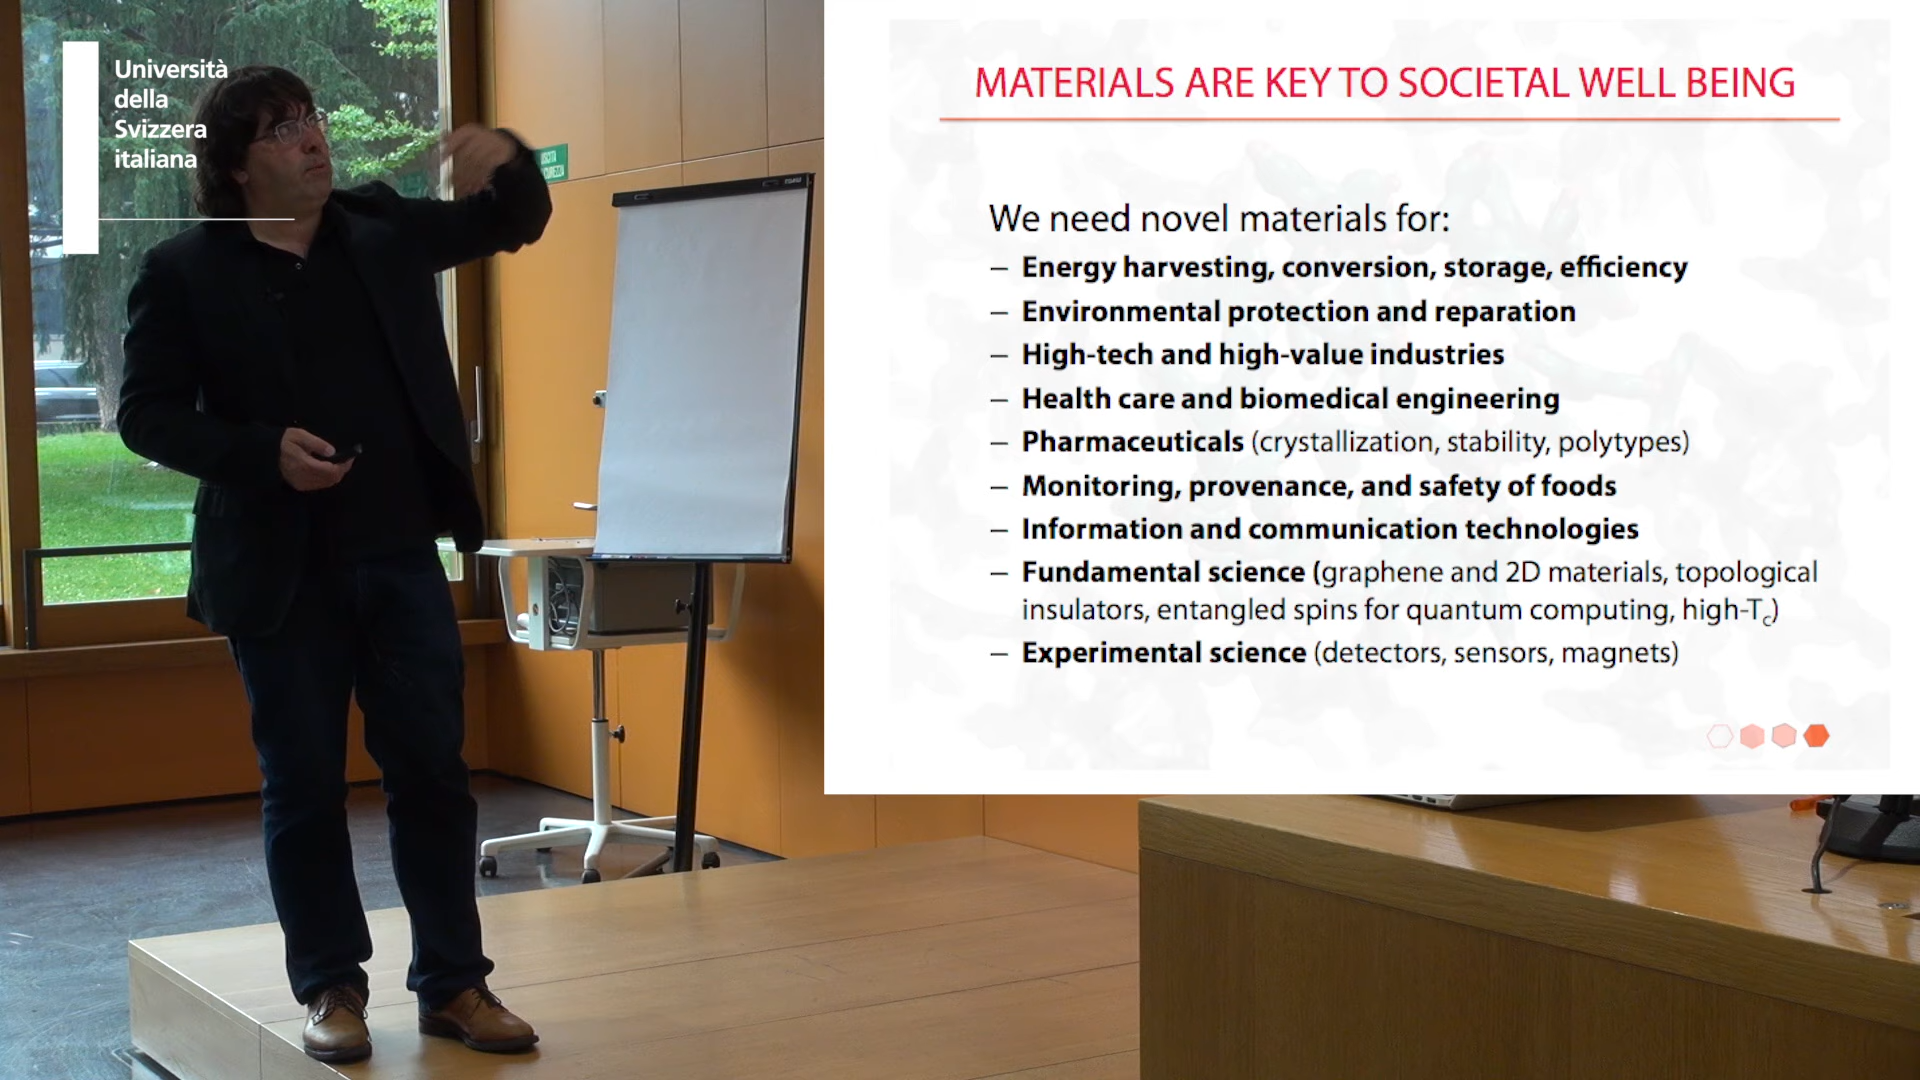 Università
della
Svizzera
italiana
USCITA
MATERIALS ARE KEY TO SOCIETAL WELL BEING
We need novel materials for:
– Energy harvesting, conversion, storage, efficiency
– Environmental protection and reparation
– High-tech and high-value industries
– Health care and biomedical engineering
– Pharmaceuticals (crystallization, stability, polytypes)
– Monitoring, provenance, and safety of foods
– Information and communication technologies
– Fundamental science (graphene and 2D materials, topological
insulators, entangled spins for quantum computing, high-Tc)
– Experimental science (detectors, sensors, magnets)